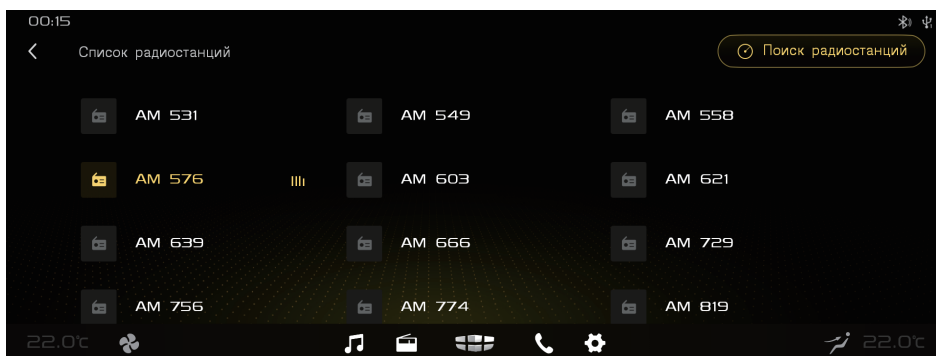 00:15
Список радиостанций
Поиск радиостанций
AM 531 AM 549 AM 558
AM 576 AM 603 AM 621
AM 639 AM 666 AM 729
AM 756 AM 774 AM 819
22.0℃ 22.0℃